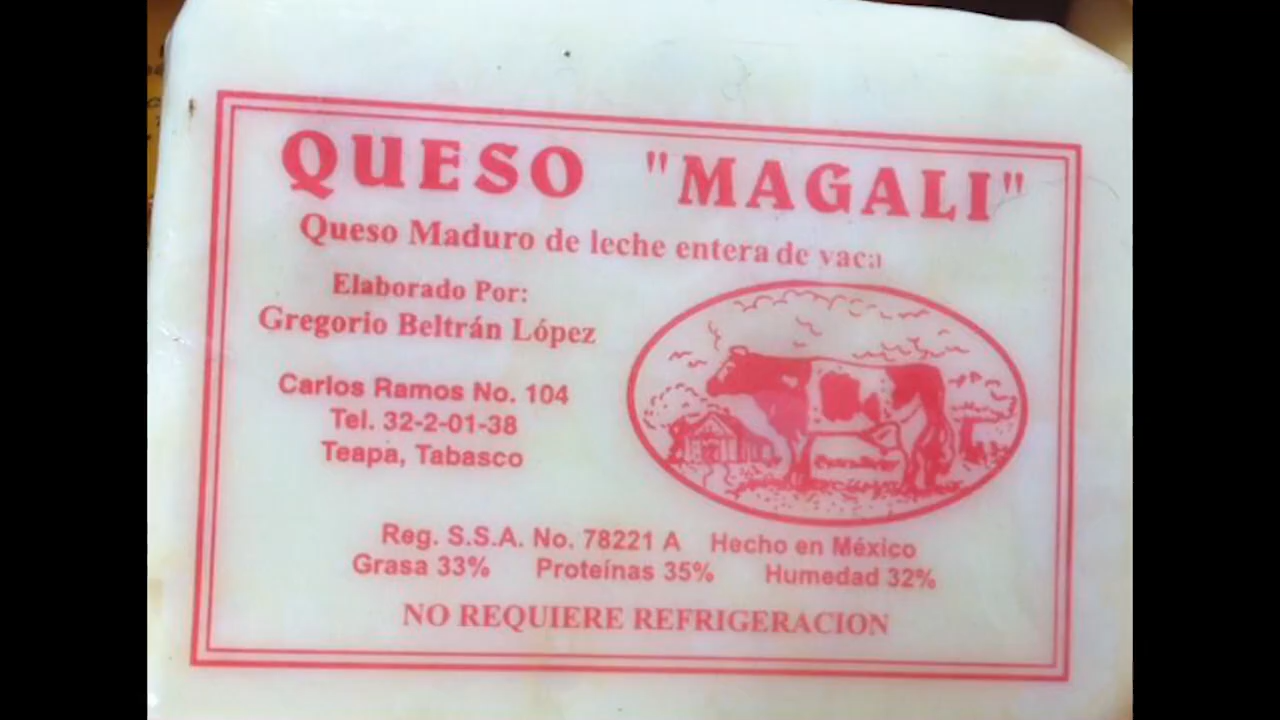 QUESO "MAGALI"
Queso Maduro de leche entera de vaca
Elaborado Por:
Gregorio Beltrán López
Carlos Ramos No. 104
Tel. 32-2-01-38
Teapa, Tabasco
Reg. S.S.A. No. 78221 A Hecho en México
Grasa 33% Proteínas 35% Humedad 32%
NO REQUIERE REFRIGERACION